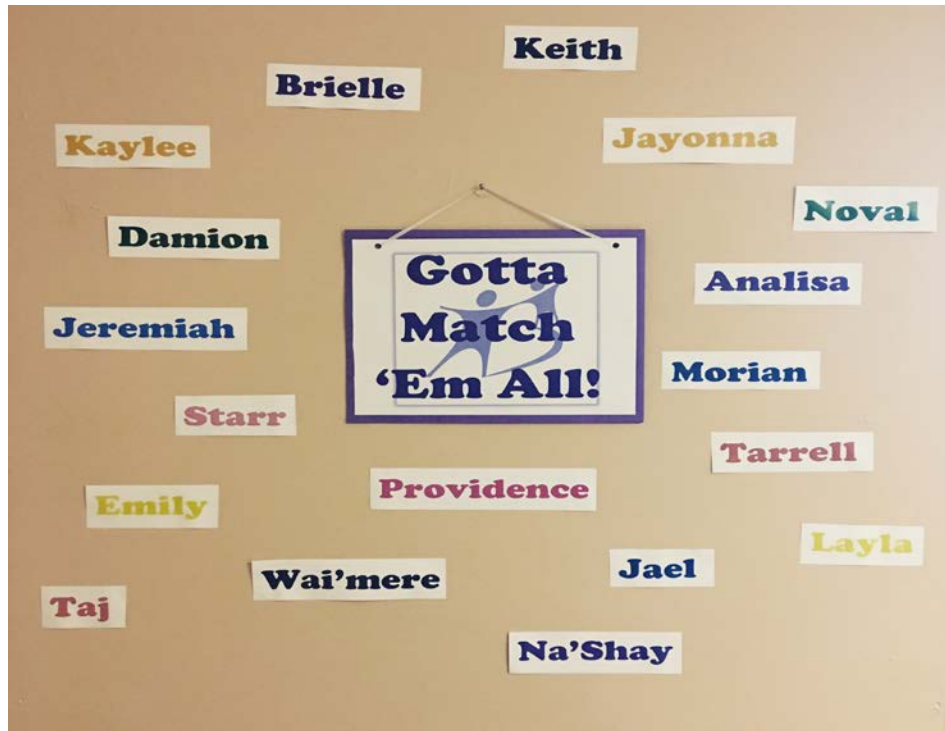 Keith
Brielle
Kaylee
Jayonna
Noval
Damion
Analisa
Gotta
Match
‘Em All!
Jeremiah
Morian
Starr
Tarrell
Providence
Emily
Layla
Wai’mere
Jael
Taj
Na’Shay